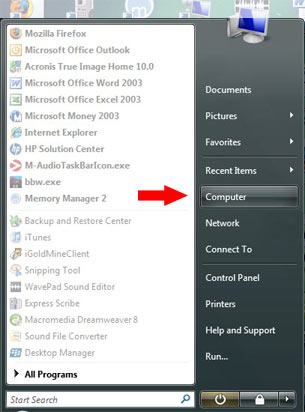 Mozilla Firefox
Microsoft Office Outlook
Acronis True Image Home 10.0
Microsoft Office Word 2003
Microsoft Office Excel 2003
Microsoft Money 2003
Internet Explorer
HP Solution Center
M-AudioTaskBarIcon.exe
bbw.exe
Memory Manager 2
Backup and Restore Center
iTunes
iGoldMineClient
Snipping Tool
WavePad Sound Editor
Express Scribe
Macromedia Dreamweaver 8
Sound File Converter
Desktop Manager
All Programs
Start Search
Documents
Pictures
Favorites
Recent Items
Computer
Network
Connect To
Control Panel
Printers
Help and Support
Run...